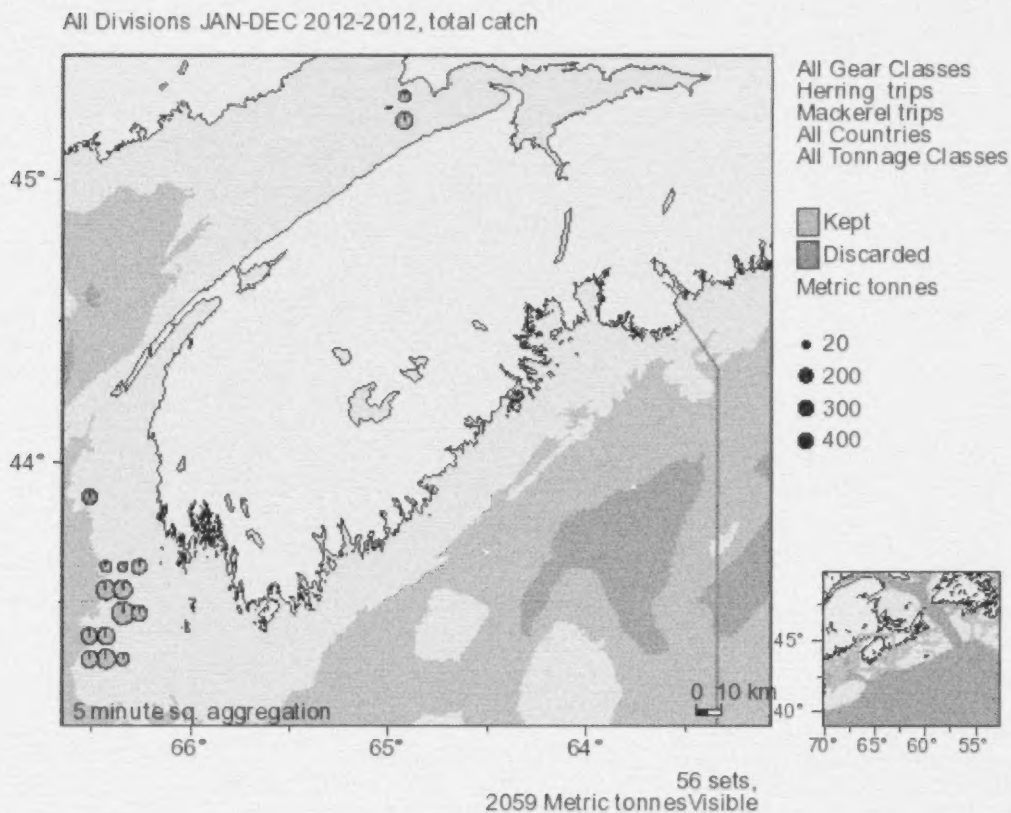 All Divisions JAN-DEC 2012-2012, total catch
All Gear Classes
Herring trips
Mackerel trips
All Countries
All Tonnage Classes
Kept
Discarded
Metric tonnes
20
200
300
400
45°
44°
5 minute sq. aggregation
0 10 km
66°
65°
64°
45°
40°
70° 65° 60° 55°
56 sets,
2059 Metric tonnesVisible